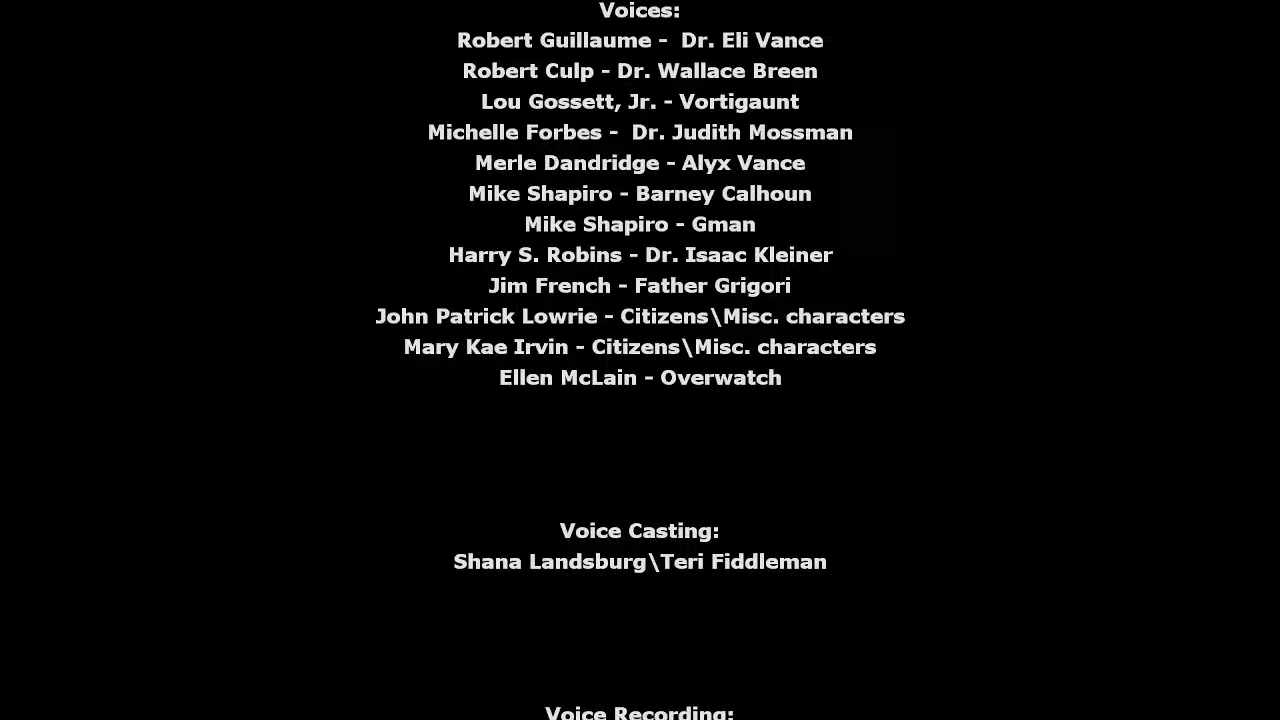 Voices:
Robert Guillaume -  Dr. Eli Vance
Robert Culp - Dr. Wallace Breen
Lou Gossett, Jr. - Vortigaunt
Michelle Forbes -  Dr. Judith Mossman
Merle Dandridge - Alyx Vance
Mike Shapiro - Barney Calhoun
Mike Shapiro - Gman
Harry S. Robins - Dr. Isaac Kleiner
Jim French - Father Grigori
John Patrick Lowrie - Citizens\Misc. characters
Mary Kae Irvin - Citizens\Misc. characters
Ellen McLain - Overwatch
Voice Casting:
Shana Landsburg\Teri Fiddleman
Voice Recording: